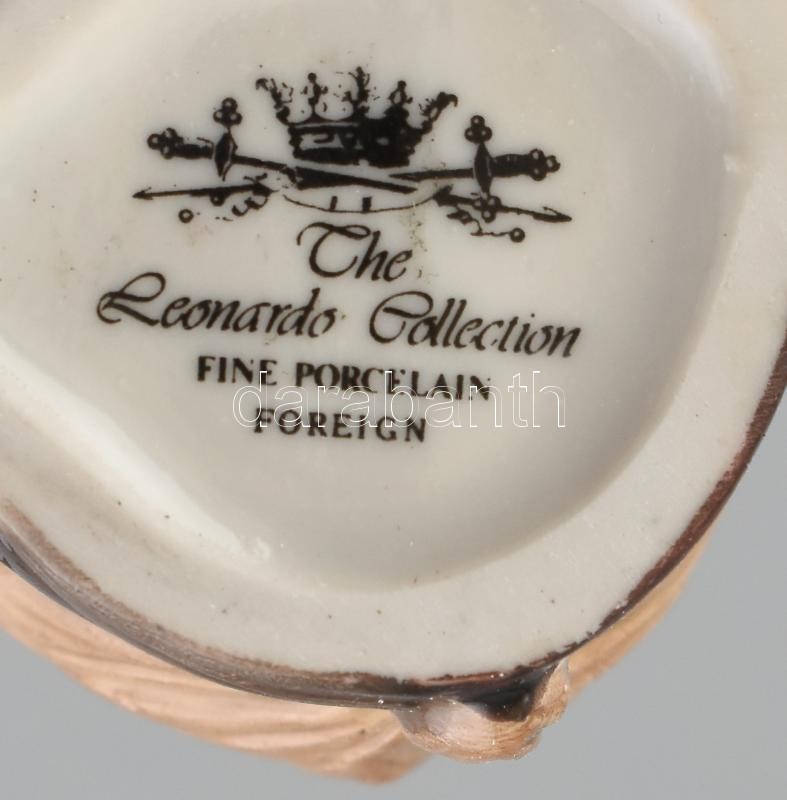 The
Leonardo Collection
FINE PORCELAIN
darabanth
FOREIGN